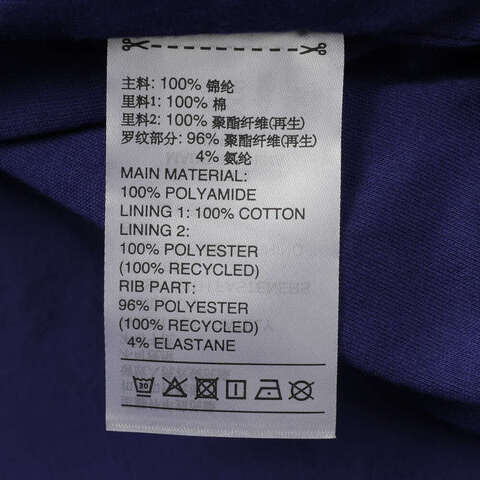 主料: 100% 锦纶
里料1: 100% 棉
里料2: 100% 聚酯纤维(再生)
罗纹部分: 96% 聚酯纤维(再生)
4% 氨纶
MAIN MATERIAL:
100% POLYAMIDE
LINING 1: 100% COTTON
LINING 2:
100% POLYESTER
(100% RECYCLED)
RIB PART:
96% POLYESTER
(100% RECYCLED)
4% ELASTANE
30